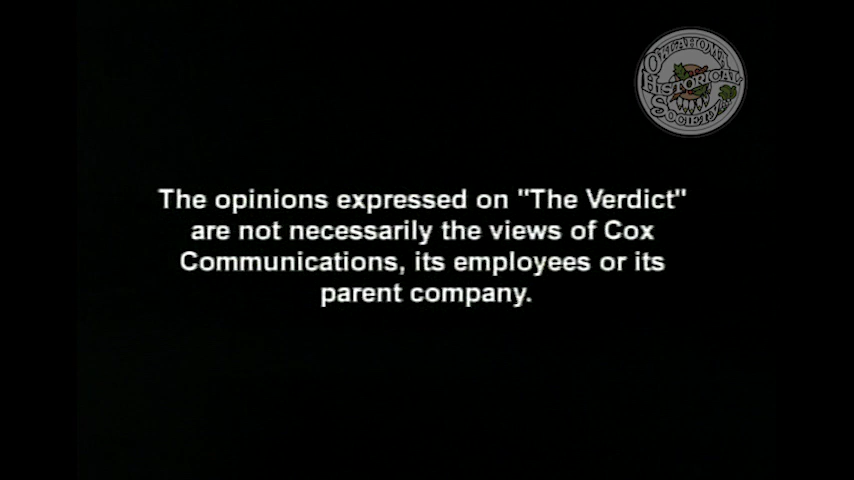 OKLAHOMA
HISTORICAL
SOCIETY
The opinions expressed on "The Verdict"
are not necessarily the views of Cox
Communications, its employees or its
parent company.